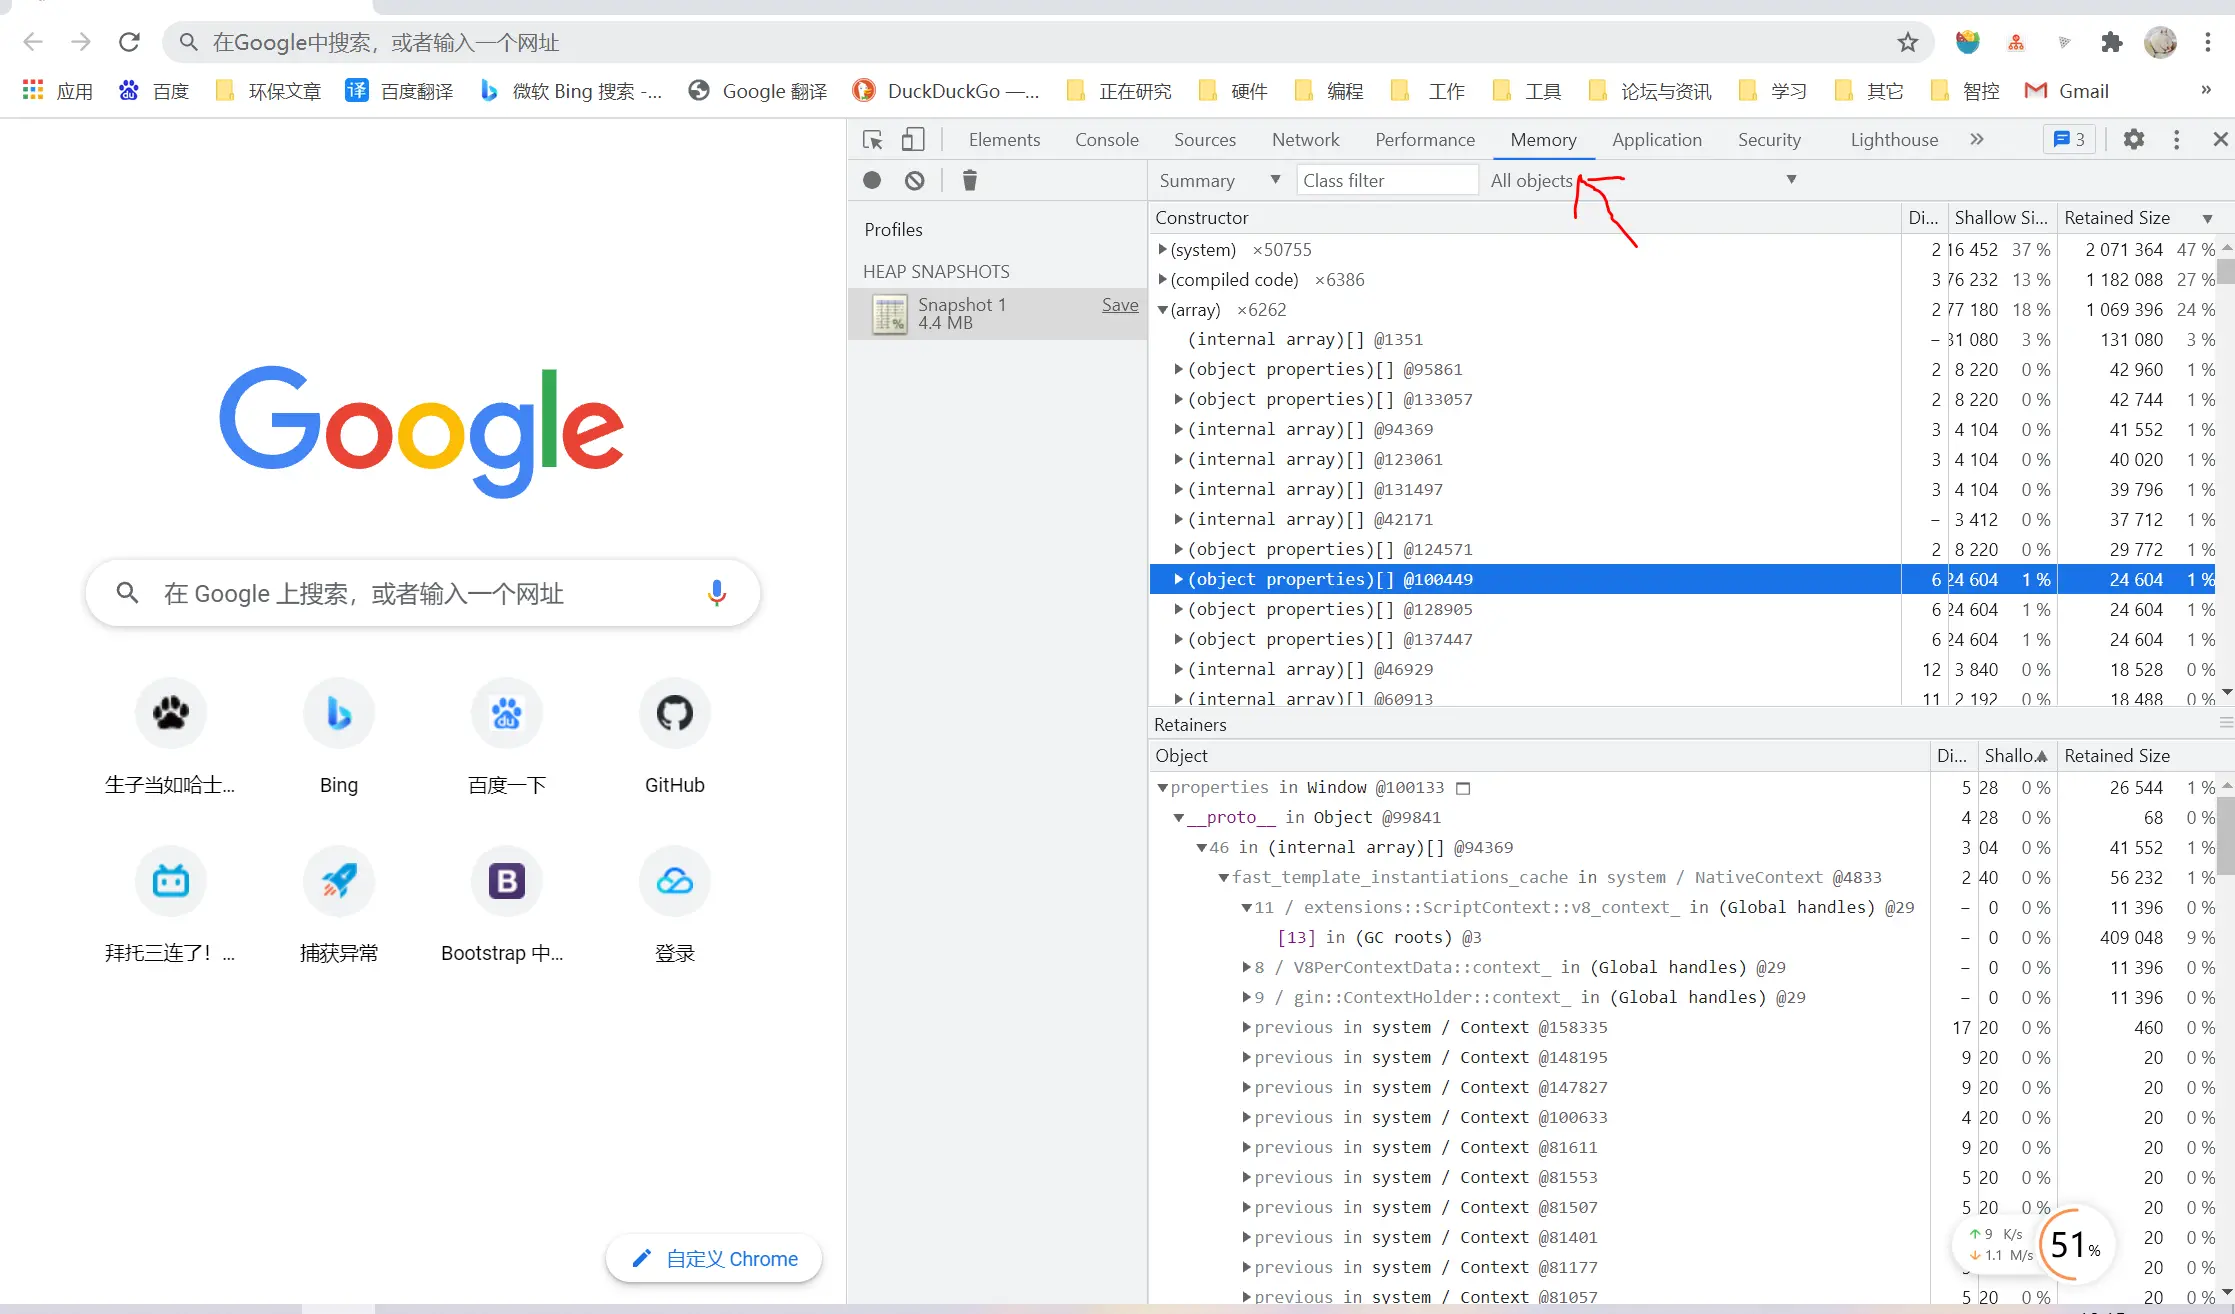 在Google中搜索，或者输入一个网址
应用 百度 环保文章 百度翻译 微软 Bing 搜索 -... Google 翻译 DuckDuckGo —... 正在研究 硬件 编程 工作 工具 论坛与资讯 学习 其它 智控 Gmail »
Elements Console Sources Network Performance Memory Application Security Lighthouse » 3
Summary Class filter All objects
Profiles
HEAP SNAPSHOTS
Snapshot 1 Save
4.4 MB
Constructor Di... Shallow Si... Retained Size
(system) ×50755 2 16 452 37 % 2 071 364 47 %
(compiled code) ×6386 3 76 232 13 % 1 182 088 27 %
(array) ×6262 2 77 180 18 % 1 069 396 24 %
(internal array)[] @1351 – 31 080 3 % 131 080 3 %
(object properties)[] @95861 2 8 220 0 % 42 960 1 %
(object properties)[] @133057 2 8 220 0 % 42 744 1 %
(internal array)[] @94369 3 4 104 0 % 41 552 1 %
(internal array)[] @123061 3 4 104 0 % 40 020 1 %
(internal array)[] @131497 3 4 104 0 % 39 796 1 %
(internal array)[] @42171 – 3 412 0 % 37 712 1 %
(object properties)[] @124571 2 8 220 0 % 29 772 1 %
(object properties)[] @100449 6 24 604 1 % 24 604 1 %
(object properties)[] @128905 6 24 604 1 % 24 604 1 %
(object properties)[] @137447 6 24 604 1 % 24 604 1 %
(internal array)[] @46929 12 3 840 0 % 18 528 0 %
(internal array)[] @60913 11 2 192 0 % 18 488 0 %
Retainers
Object Di... Shallo. Retained Size
properties in Window @100133 5 28 0 % 26 544 1 %
__proto__ in Object @99841 4 28 0 % 68 0 %
46 in (internal array)[] @94369 3 04 0 % 41 552 1 %
fast_template_instantiations_cache in system / NativeContext @4833 2 40 0 % 56 232 1 %
11 / extensions::ScriptContext::v8_context_ in (Global handles) @29 – 0 0 % 11 396 0 %
[13] in (GC roots) @3 – 0 0 % 409 048 9 %
8 / V8PerContextData::context_ in (Global handles) @29 – 0 0 % 11 396 0 %
9 / gin::ContextHolder::context_ in (Global handles) @29 – 0 0 % 11 396 0 %
previous in system / Context @158335 17 20 0 % 460 0 %
previous in system / Context @148195 9 20 0 % 20 0 %
previous in system / Context @147827 9 20 0 % 20 0 %
previous in system / Context @100633 4 20 0 % 20 0 %
previous in system / Context @81611 9 20 0 % 20 0 %
previous in system / Context @81553 5 20 0 % 20 0 %
previous in system / Context @81507 5 20 0 % 20 0 %
previous in system / Context @81401 20 0 %
previous in system / Context @81177 20 0 %
previous in system / Context @81057 5 20 0 % 20 0 %
9 K/s
1.1 M/s
51%
Google
在 Google 上搜索，或者输入一个网址
du
生子当如哈士... Bing 百度一下 GitHub
B
拜托三连了！... 捕获异常 Bootstrap 中... 登录
自定义 Chrome